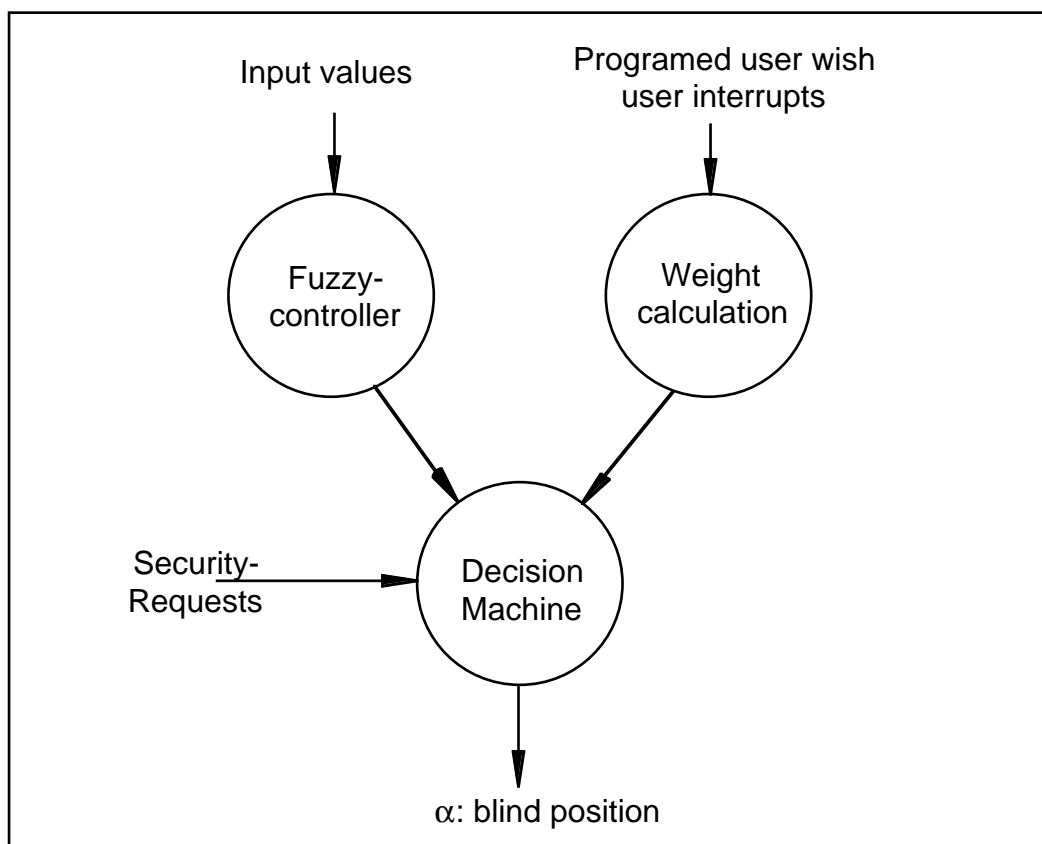 Input values
Programed user wish
user interrupts
Fuzzy-
controller
Weight
calculation
Security-
Requests
Decision
Machine
α: blind position